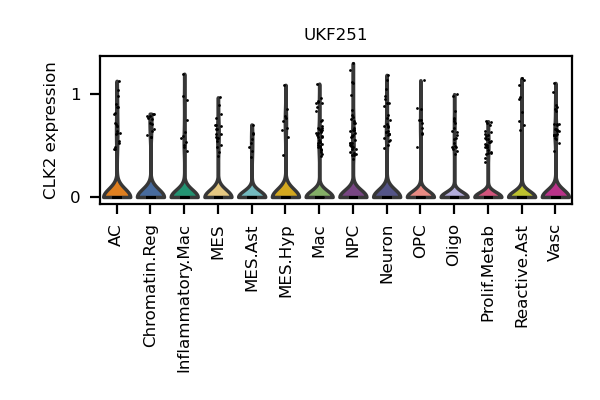 UKF251
CLK2 expression
1
0
AC
Chromatin.Reg
Inflammatory.Mac
MES
MES.Ast
MES.Hyp
Mac
NPC
Neuron
OPC
Oligo
Prolif.Metab
Reactive.Ast
Vasc